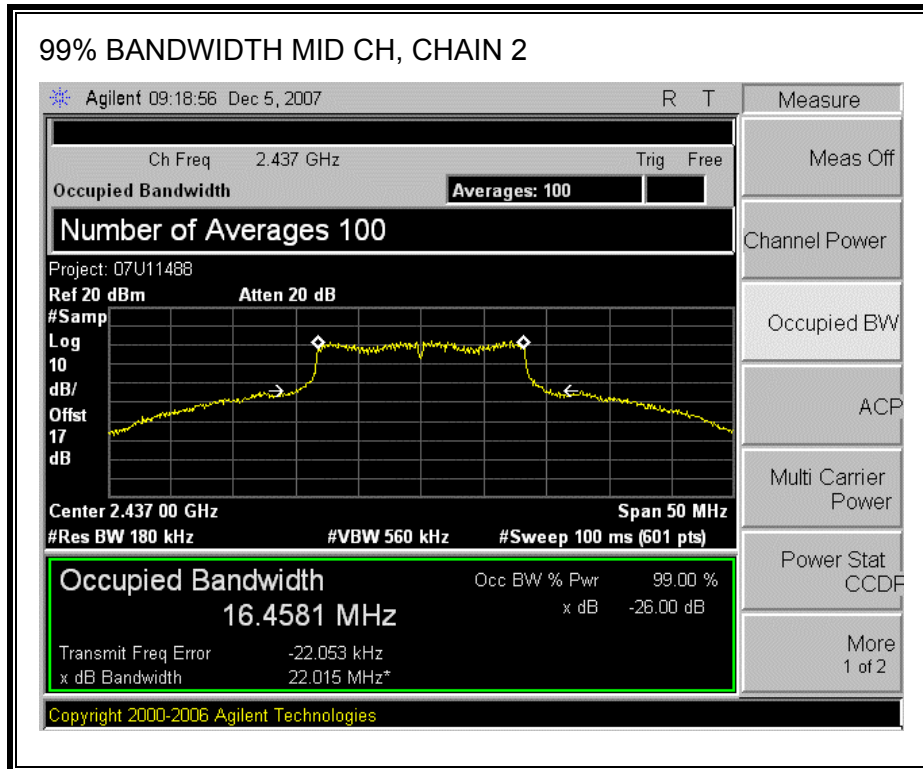 99% BANDWIDTH MID CH, CHAIN 2
Agilent 09:18:56 Dec 5, 2007 R T
Measure
Ch Freq 2.437 GHz Trig Free
Occupied Bandwidth Averages: 100
Number of Averages 100
Project: 07U11488
Ref 20 dBm Atten 20 dB
#Samp
Log
10
dB/
Offst
17
dB
Center 2.437 00 GHz Span 50 MHz
#Res BW 180 kHz #VBW 560 kHz #Sweep 100 ms (601 pts)
Occupied Bandwidth Occ BW % Pwr 99.00 %
16.4581 MHz x dB -26.00 dB
Transmit Freq Error -22.053 kHz
x dB Bandwidth 22.015 MHz*
Copyright 2000-2006 Agilent Technologies
Meas Off
Channel Power
Occupied BW
ACP
Multi Carrier
Power
Power Stat
CCDF
More
1 of 2